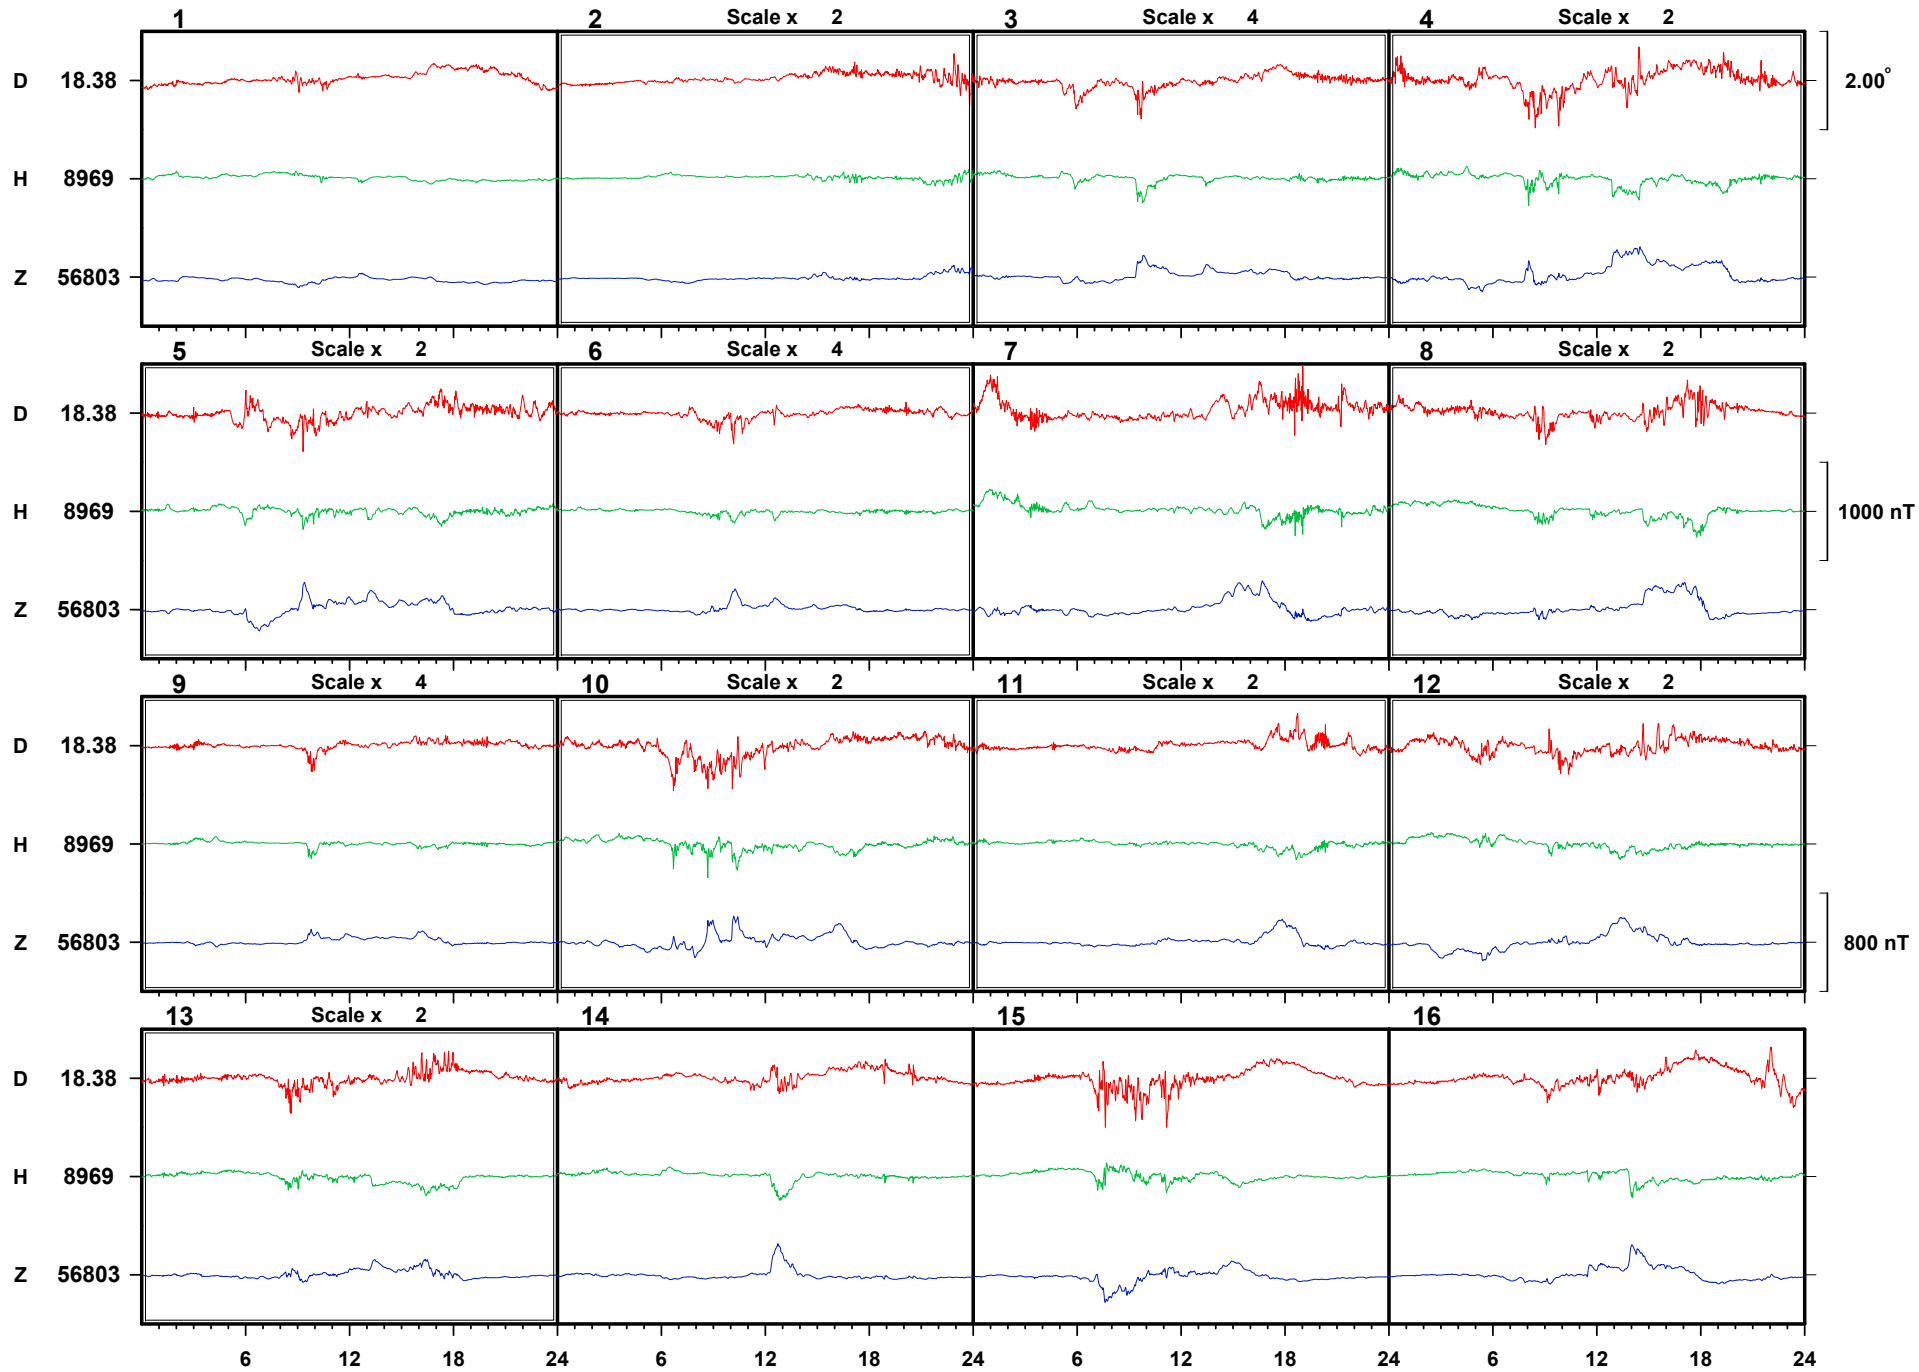 1 2 Scale x 2 3 Scale x 4 4 Scale x 2
D 18.38 2.00°
H 8969
Z 56803
5 Scale x 2 6 Scale x 4 7 8 Scale x 2
D 18.38
H 8969 1000 nT
Z 56803
9 Scale x 4 10 Scale x 2 11 Scale x 2 12 Scale x 2
D 18.38
H 8969
Z 56803 800 nT
13 Scale x 2 14 15 16
D 18.38
H 8969
Z 56803
6 12 18 24 6 12 18 24 6 12 18 24 6 12 18 24